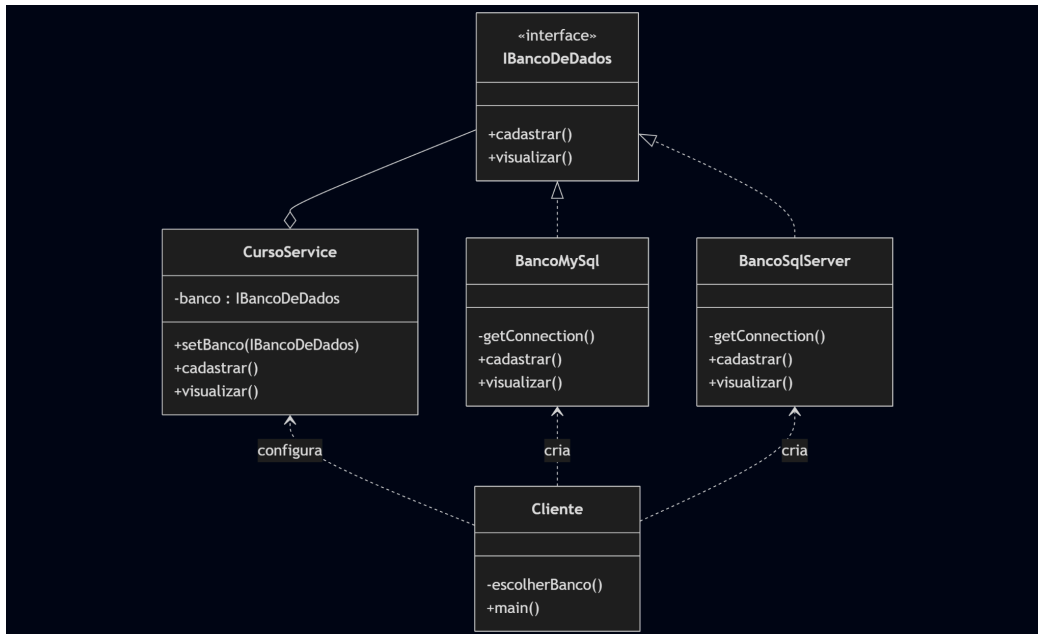 «interface»
IBancoDeDados
+cadastrar()
+visualizar()
CursoService
-banco : IBancoDeDados
+setBanco(IBancoDeDados)
+cadastrar()
+visualizar()
BancoMySql
-getConnection()
+cadastrar()
+visualizar()
BancoSqlServer
-getConnection()
+cadastrar()
+visualizar()
configura
cria
cria
Cliente
-escolherBanco()
+main()